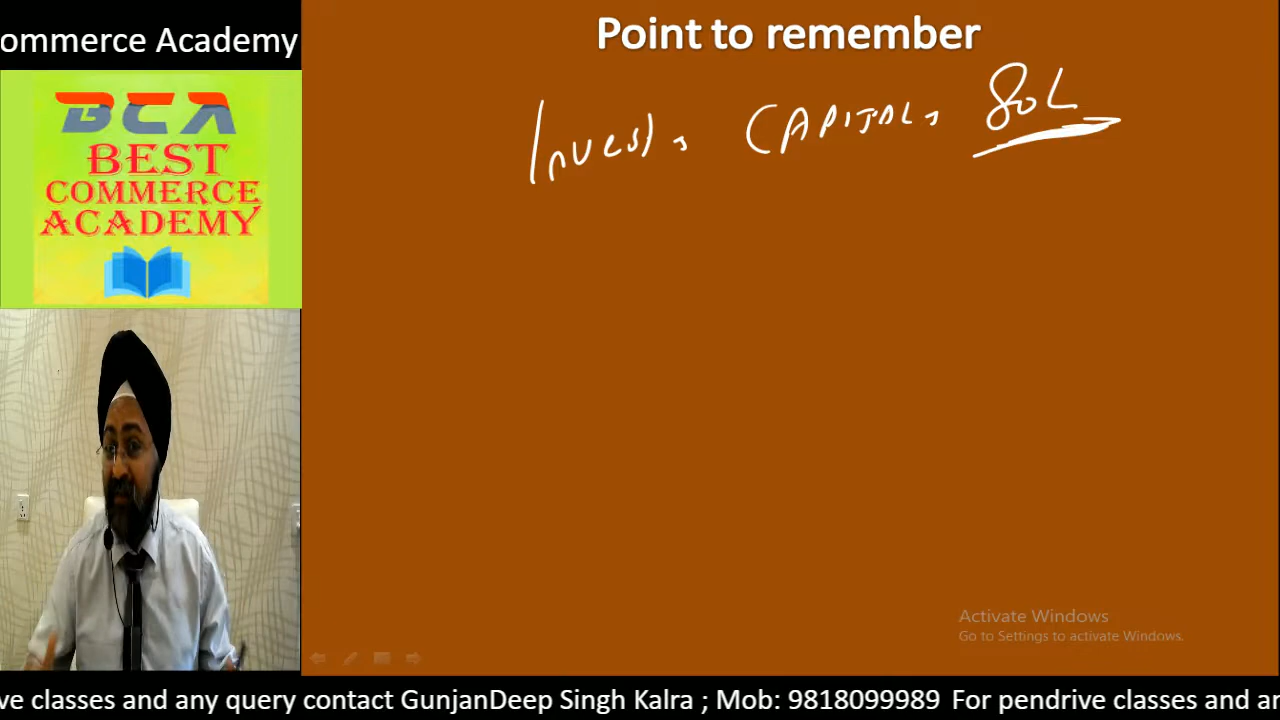 ommerce Academy
Point to remember
Invest, CAPITAL, 80L
BCA
BEST
COMMERCE
ACADEMY
Activate Windows
Go to Settings to activate Windows.
ve classes and any query contact GunjanDeep Singh Kalra ; Mob: 9818099989 For pendrive classes and an